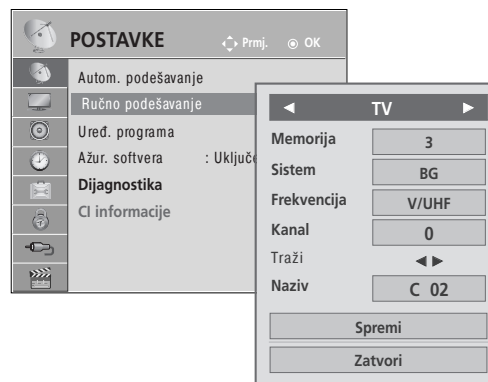 POSTAVKE Prmj. OK
Autom. podešavanje
Ručno podešavanje
Uređ. programa
Ažur. softvera : Uključe
Dijagnostika
CI informacije
TV
Memorija 3
Sistem BG
Frekvencija V/UHF
Kanal 0
Traži
Naziv C 02
Spremi
Zatvori